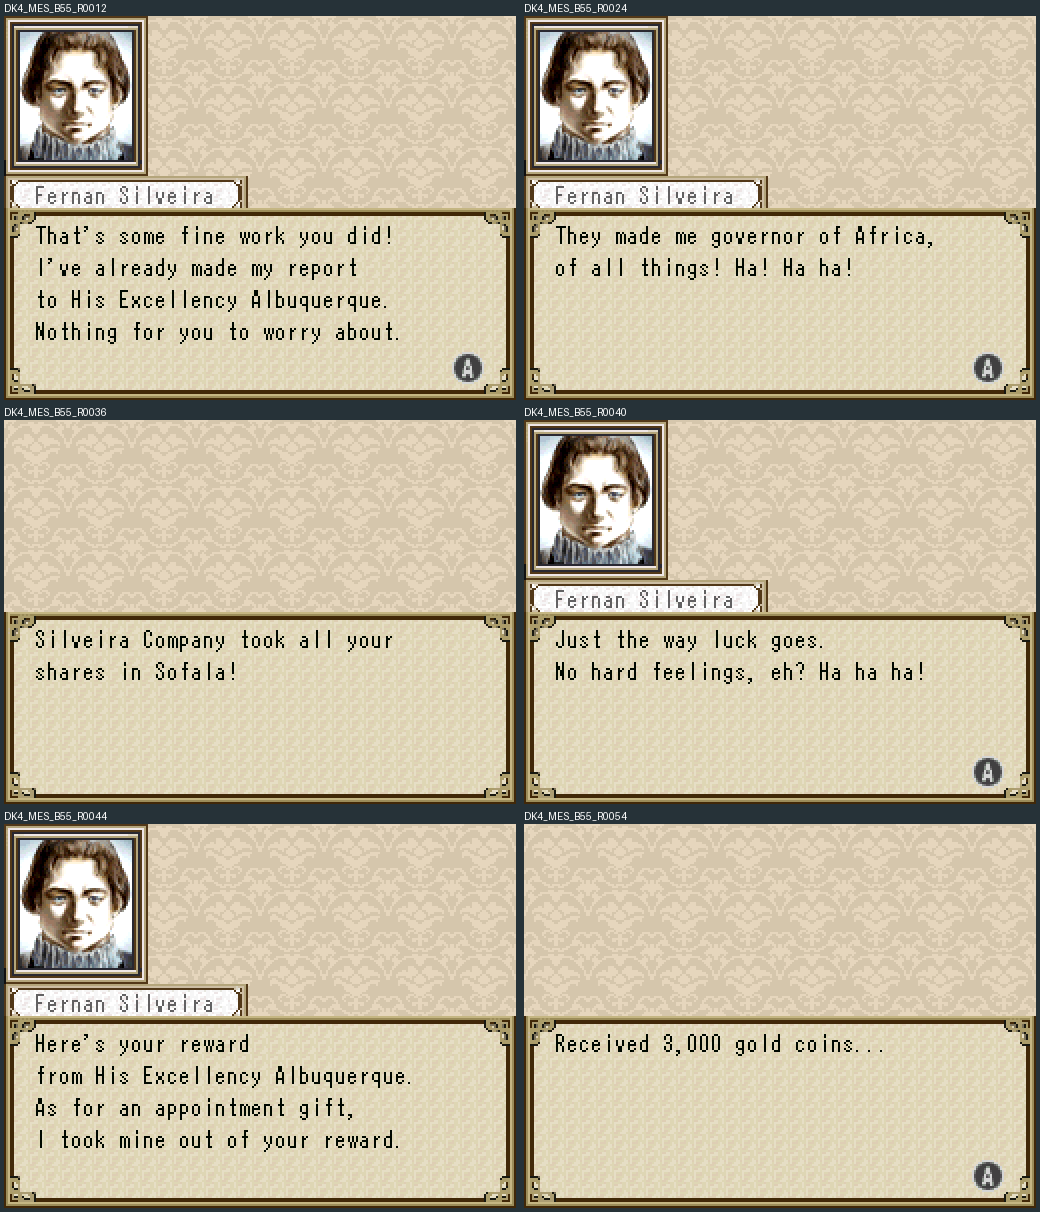 DK4_MES_B55_R0012
Fernan Silveira
That's some fine work you did!
I've already made my report
to His Excellency Albuquerque.
Nothing for you to worry about.
A
DK4_MES_B55_R0024
Fernan Silveira
They made me governor of Africa,
of all things! Ha! Ha ha!
A
DK4_MES_B55_R0036
Silveira Company took all your
shares in Sofala!
DK4_MES_B55_R0040
Fernan Silveira
Just the way luck goes.
No hard feelings, eh? Ha ha ha!
A
DK4_MES_B55_R0044
Fernan Silveira
Here's your reward
from His Excellency Albuquerque.
As for an appointment gift,
I took mine out of your reward.
DK4_MES_B55_R0054
Received 3,000 gold coins...
A